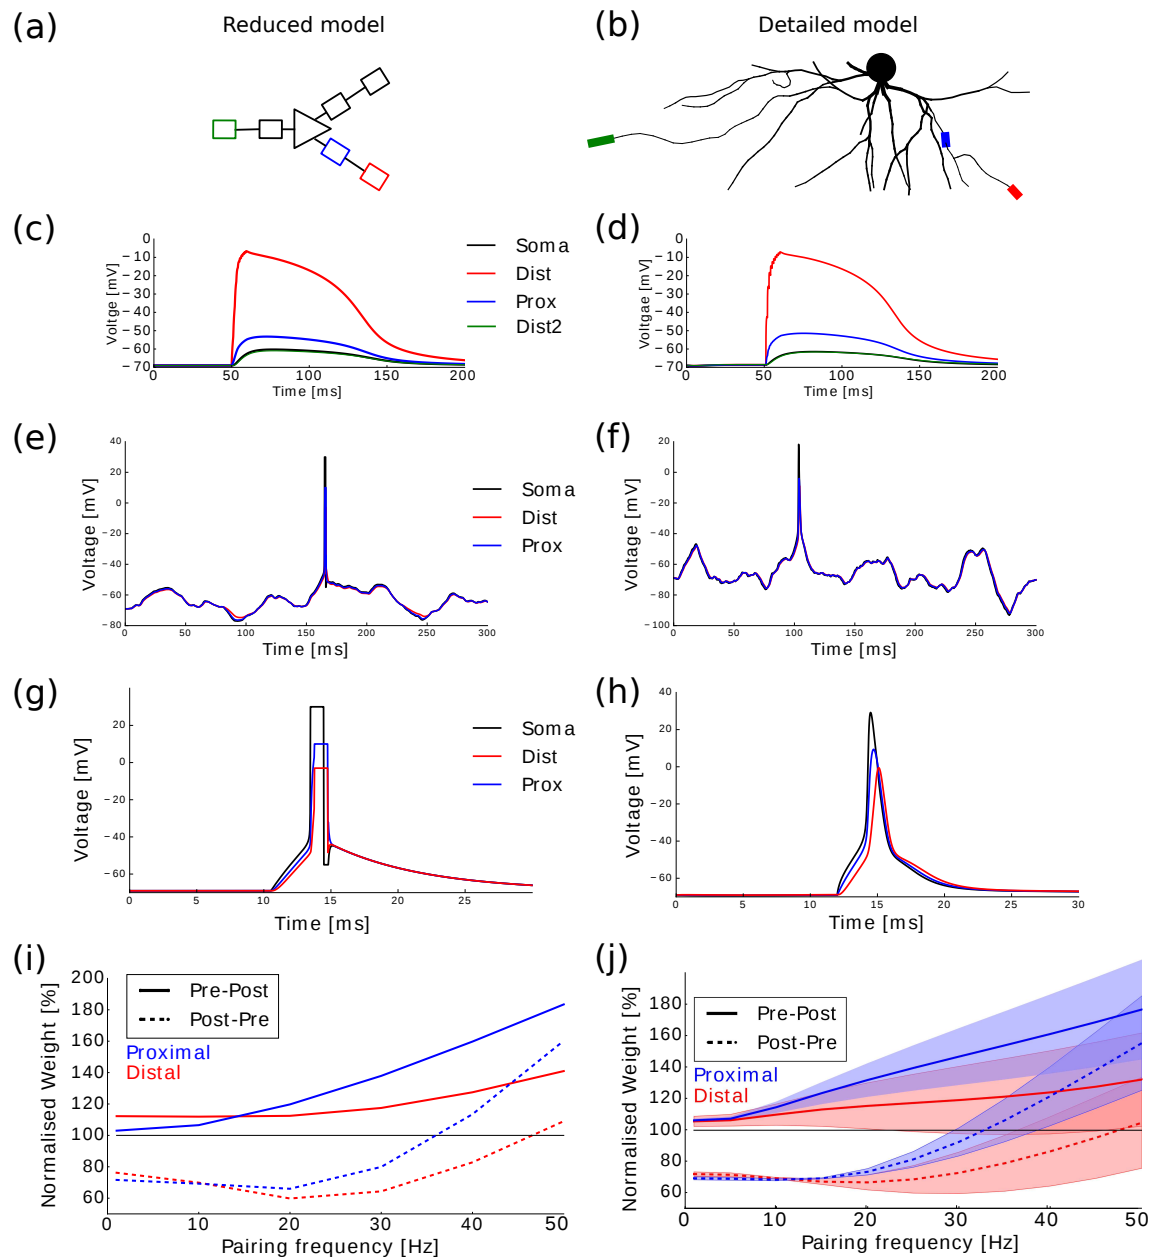 (a) Reduced model
(b) Detailed model
(c)
0
−10
−20
−30
−40
−50
−60
−70
Voltge [mV]
0 50 100 150 200
Time [ms]
Soma
Dist
Prox
Dist2
(d)
0
−10
−20
−30
−40
−50
−60
−70
Voltgae [mV]
0 50 100 150 200
Time [ms]
(e)
40
20
0
−20
−40
−60
−80
Voltage [mV]
0 50 100 150 200 250 300
Time [ms]
Soma
Dist
Prox
(f)
20
0
−20
−40
−60
−80
−100
Voltage [mV]
0 50 100 150 200 250 300
Time [ms]
(g)
20
0
−20
−40
−60
Voltage [mV]
0 5 10 15 20 25
Time [ms]
Soma
Dist
Prox
(h)
40
20
0
−20
−40
−60
Voltage [mV]
0 5 10 15 20 25 30
Time [ms]
(i)
200
180
160
140
120
100
80
60
Normalised Weight [%]
Pre-Post
Post-Pre
Proximal
Distal
0 10 20 30 40 50
Pairing frequency [Hz]
(j)
180
160
140
120
100
80
60
Normalised Weight [%]
Pre-Post
Post-Pre
Proximal
Distal
0 10 20 30 40 50
Pairing frequency [Hz]